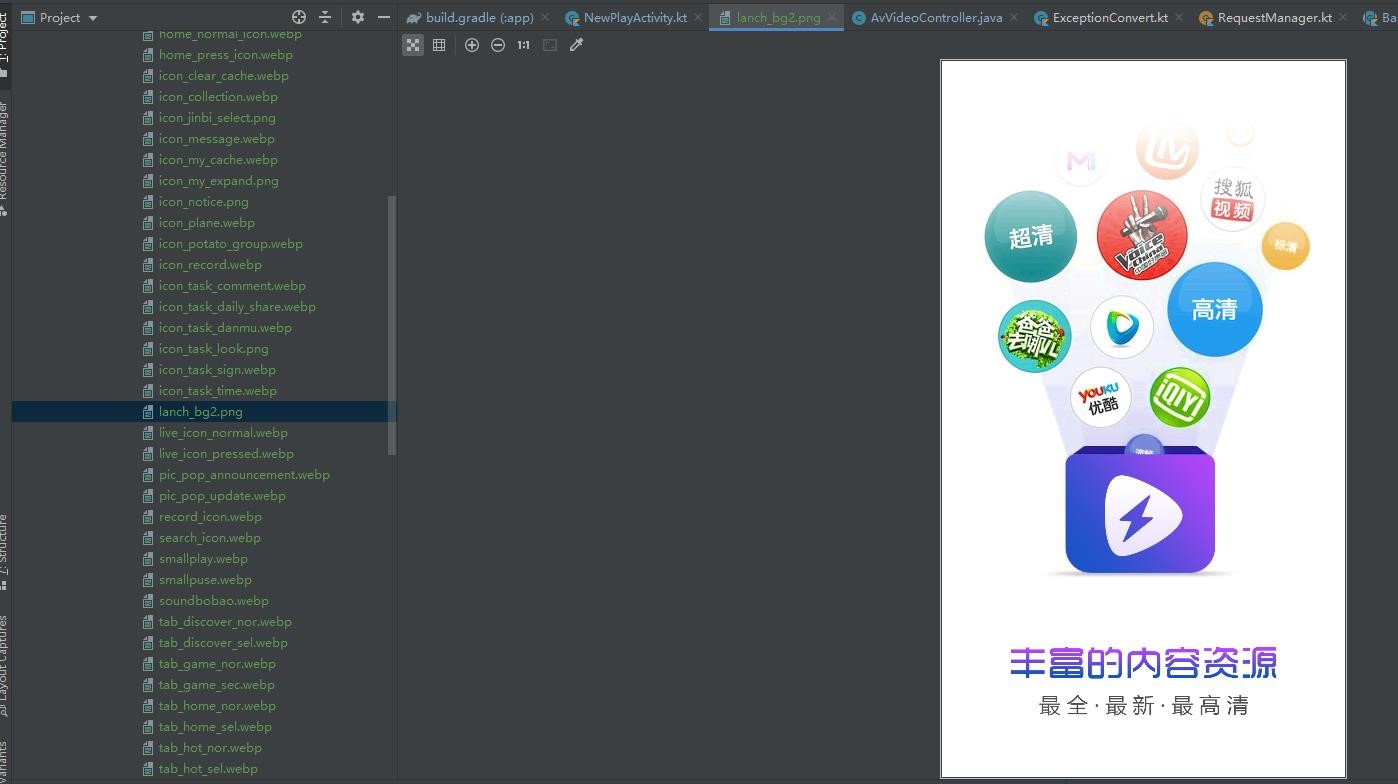 Project
build.gradle (:app)
NewPlayActivity.kt
lanch_bg2.png
AvVideoController.java
ExceptionConvert.kt
RequestManager.kt
Ba
1: Project
Resource Manager
7: Structure
Layout Captures
Variants
1:1
home_normal_icon.webp
home_press_icon.webp
icon_clear_cache.webp
icon_collection.webp
icon_jinbi_select.png
icon_message.webp
icon_my_cache.webp
icon_my_expand.png
icon_notice.png
icon_plane.webp
icon_potato_group.webp
icon_record.webp
icon_task_comment.webp
icon_task_daily_share.webp
icon_task_danmu.webp
icon_task_look.png
icon_task_sign.webp
icon_task_time.webp
lanch_bg2.png
live_icon_normal.webp
live_icon_pressed.webp
pic_pop_announcement.webp
pic_pop_update.webp
record_icon.webp
search_icon.webp
smallplay.webp
smallpuse.webp
soundbobao.webp
tab_discover_nor.webp
tab_discover_sel.webp
tab_game_nor.webp
tab_game_sec.webp
tab_home_nor.webp
tab_home_sel.webp
tab_hot_nor.webp
tab_hot_sel.webp
M
搜狐
视频
超清
Voice
china
标清
高清
爸爸
去哪儿
YOUKU
优酷
iQIYI
丰富的内容资源
最全·最新·最高清